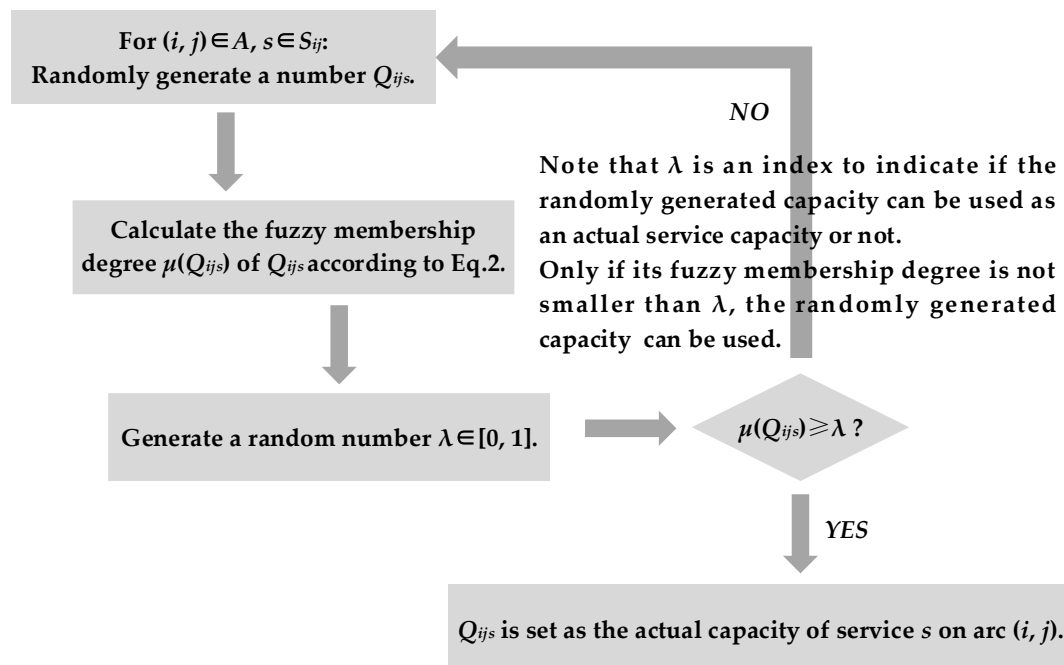 For (i, j)∈A, s∈Sij:
Randomly generate a number Qijs.
NO
Note that λ is an index to indicate if the
randomly generated capacity can be used as
an actual service capacity or not.
Only if its fuzzy membership degree is not
smaller than λ, the randomly generated
capacity can be used.
Calculate the fuzzy membership
degree μ(Qijs) of Qijs according to Eq.2.
Generate a random number λ∈[0, 1].
μ(Qijs)≥λ ?
YES
Qijs is set as the actual capacity of service s on arc (i, j).